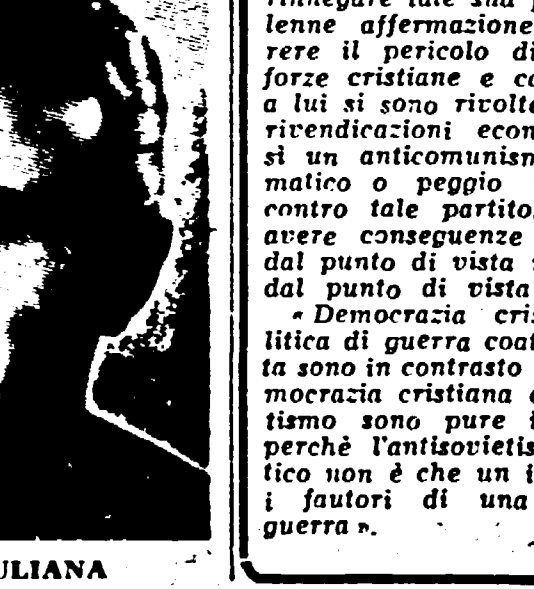 rinnegare tale sua p
lenne affermazione
rere il pericolo di
forze cristiane e co
a lui si sono rivolte
rivendicazioni econ
si un anticomunism
matico o peggio
contro tale partito
avere conseguenze
dal punto di vista
dal punto di vista
« Democrazia cris
litica di guerra coat
ta sono in contrasto
mocrazia cristiana
tismo sono pure i
perchè l'antisovietis
tico non è che un i
i fautori di una
guerra ».
ULIANA